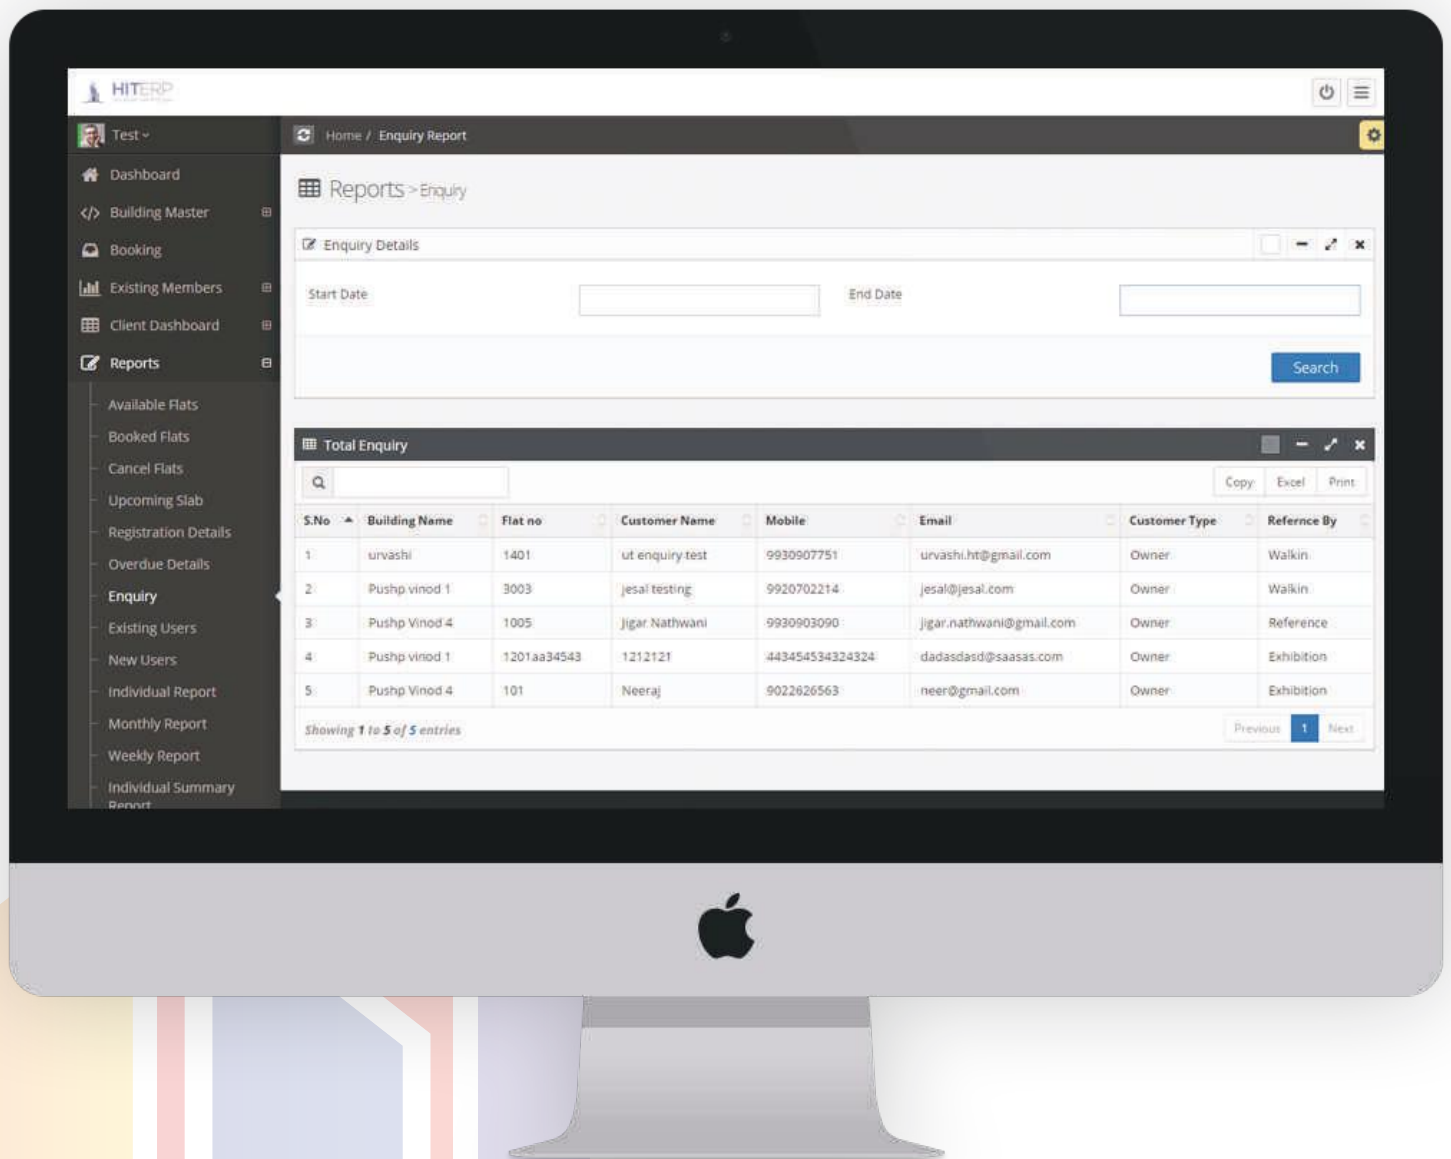 HITERP
Test
Home / Enquiry Report
Dashboard
Building Master
Booking
Existing Members
Client Dashboard
Reports
Available Flats
Booked Flats
Cancel Flats
Upcoming Slab
Registration Details
Overdue Details
Enquiry
Existing Users
New Users
Individual Report
Monthly Report
Weekly Report
Individual Summary
Report
Reports > Enquiry
Enquiry Details
Start Date End Date
Search
Total Enquiry
Copy Excel Print
S.No Building Name Flat no Customer Name Mobile Email Customer Type Refernce By
1 urvashi 1401 ut enquiry test 9930907751 urvashi.ht@gmail.com Owner Walkin
2 Pushp vinod 1 3003 jesal testing 9920702214 jesal@jesal.com Owner Walkin
3 Pushp Vinod 4 1005 Jigar Nathwani 9930903090 jigar.nathwani@gmail.com Owner Reference
4 Pushp vinod 1 1201aa34543 1212121 443454534324324 dadasdasd@saasas.com Owner Exhibition
5 Pushp Vinod 4 101 Neeraj 9022626563 neer@gmail.com Owner Exhibition
Showing 1 to 5 of 5 entries
Previous 1 Next